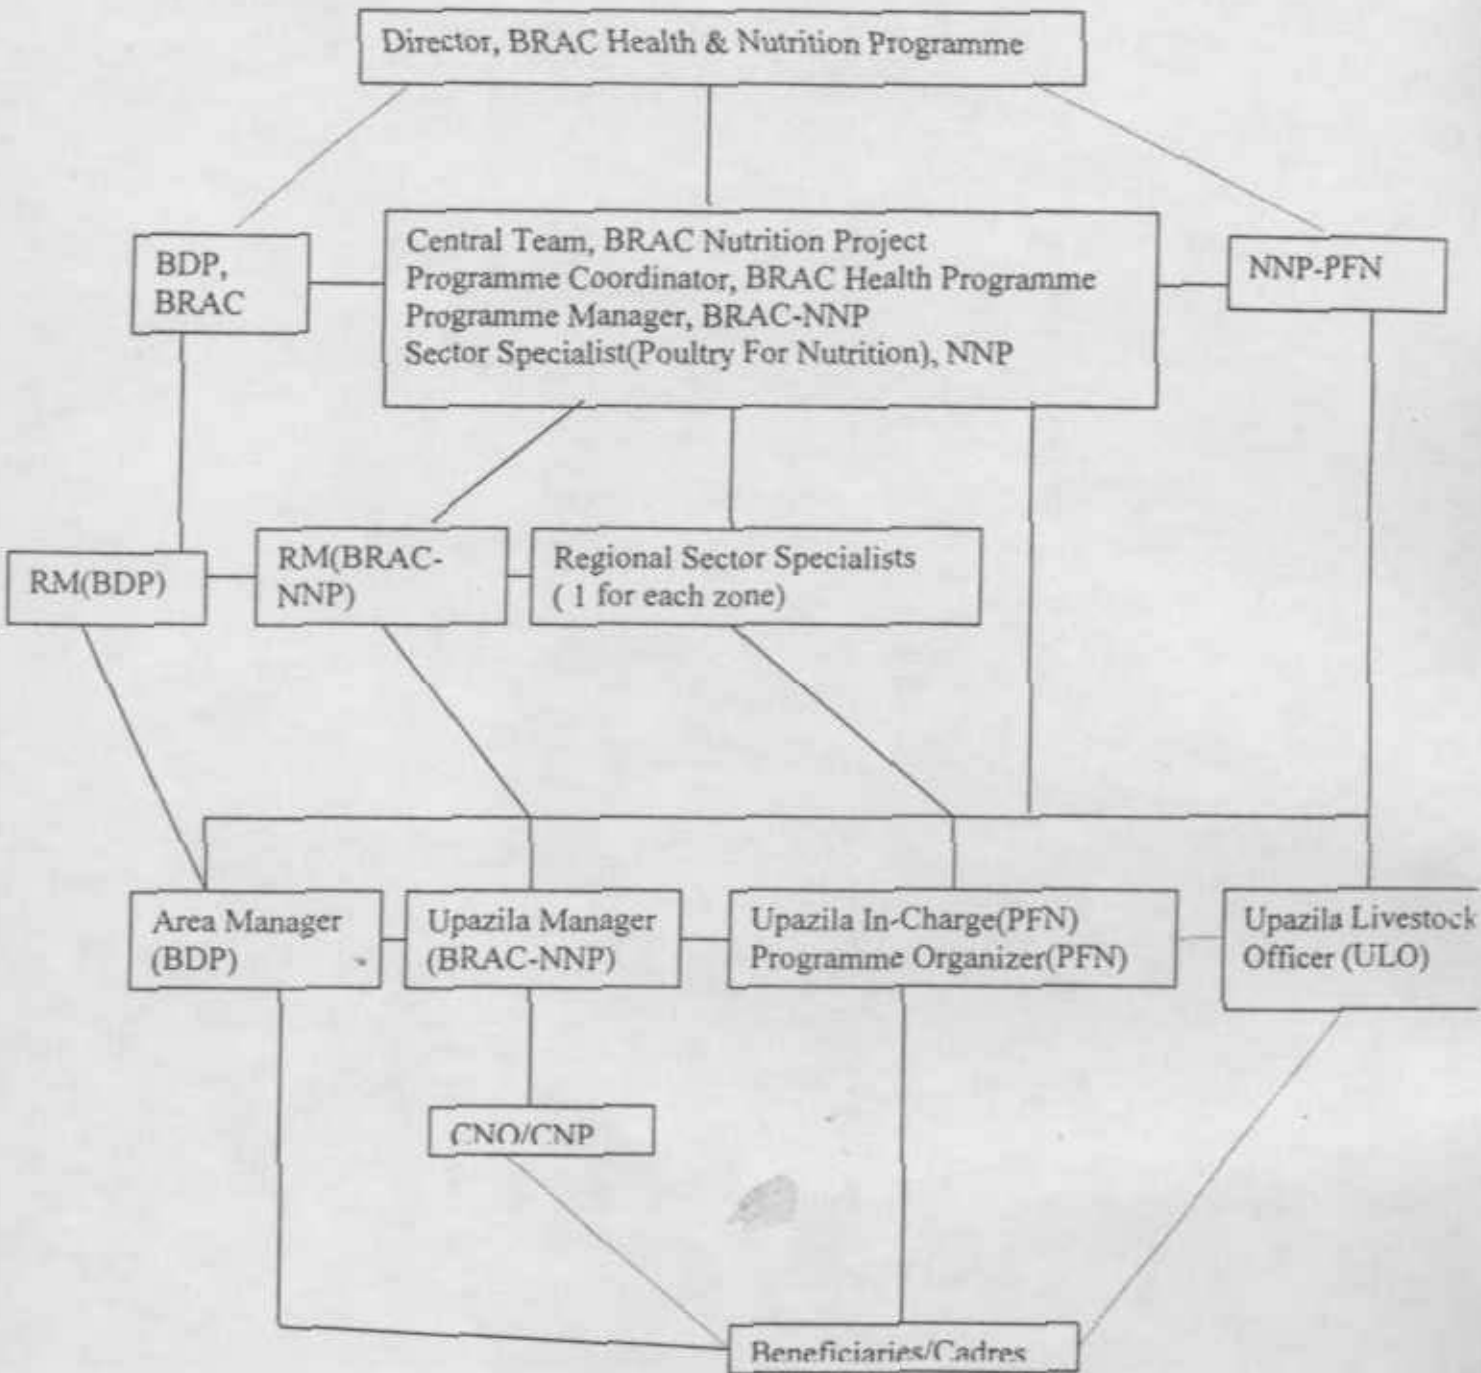 Director, BRAC Health & Nutrition Programme
BDP,
BRAC
Central Team, BRAC Nutrition Project
Programme Coordinator, BRAC Health Programme
Programme Manager, BRAC-NNP
Sector Specialist(Poultry For Nutrition), NNP
NNP-PFN
RM(BDP)
RM(BRAC-
NNP)
Regional Sector Specialists
( 1 for each zone)
Area Manager
(BDP)
Upazila Manager
(BRAC-NNP)
Upazila In-Charge(PFN)
Programme Organizer(PFN)
Upazila Livestock
Officer (ULO)
CNO/CNP
Beneficiaries/Cadres